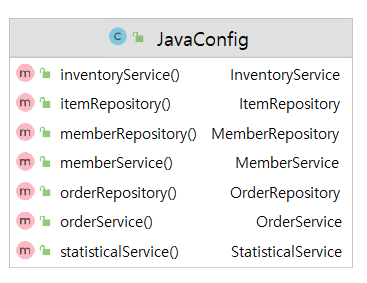 C JavaConfig
m inventoryService() InventoryService
m itemRepository() ItemRepository
m memberRepository() MemberRepository
m memberService() MemberService
m orderRepository() OrderRepository
m orderService() OrderService
m statisticalService() StatisticalService